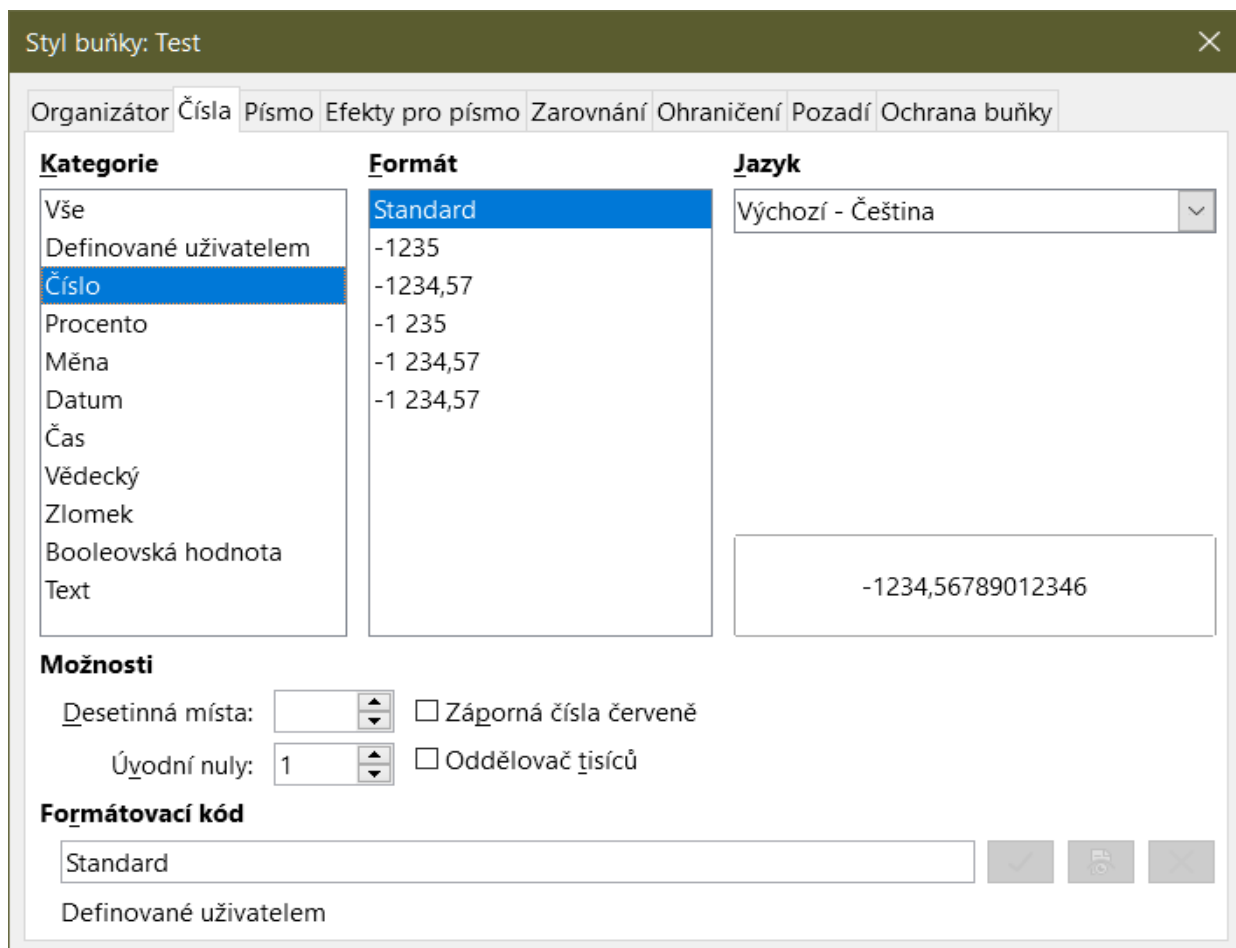 Styl buňky: Test
Organizátor Čísla Písmo Efekty pro písmo Zarovnání Ohraničení Pozadí Ochrana buňky
Kategorie
Vše
Definované uživatelem
Číslo
Procento
Měna
Datum
Čas
Vědecký
Zlomek
Booleovská hodnota
Text
Formát
Standard
-1235
-1234,57
-1 235
-1 234,57
-1 234,57
Jazyk
Výchozí - Čeština
-1234,56789012346
Možnosti
Desetinná místa:
Záporná čísla červeně
Úvodní nuly: 1
Oddělovač tisíců
Formátovací kód
Standard
Definované uživatelem